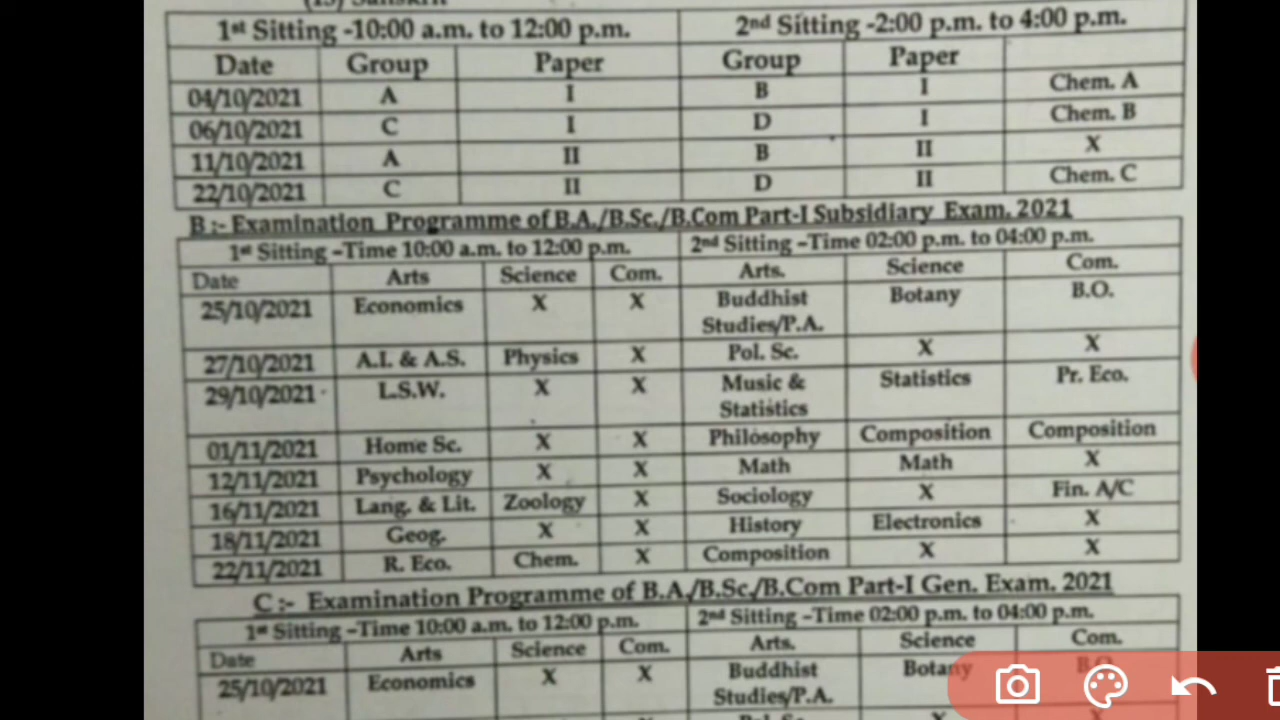 (15) Sanskrit
1st Sitting -10:00 a.m. to 12:00 p.m. 2nd Sitting -2:00 p.m. to 4:00 p.m.
Date Group Paper Group Paper
04/10/2021 A I B I Chem. A
06/10/2021 C I D I Chem. B
11/10/2021 A II B II X
22/10/2021 C II D II Chem. C
B :- Examination Programme of B.A./B.Sc./B.Com Part-I Subsidiary Exam. 2021
1st Sitting –Time 10:00 a.m. to 12:00 p.m. 2nd Sitting –Time 02:00 p.m. to 04:00 p.m.
Date Arts Science Com. Arts. Science Com.
25/10/2021 Economics X X Buddhist Botany B.O.
Studies/P.A.
27/10/2021 A.I. & A.S. Physics X Pol. Sc. X X
29/10/2021 L.S.W. X X Music & Statistics Pr. Eco.
Statistics
01/11/2021 Home Sc. X X Philosophy Composition Composition
12/11/2021 Psychology X X Math Math X
16/11/2021 Lang. & Lit. Zoology X Sociology X Fin. A/C
18/11/2021 Geog. X X History Electronics X
22/11/2021 R. Eco. Chem. X Composition X X
C :- Examination Programme of B.A./B.Sc./B.Com Part-I Gen. Exam. 2021
1st Sitting –Time 10:00 a.m. to 12:00 p.m. 2nd Sitting –Time 02:00 p.m. to 04:00 p.m.
Date Arts Science Com. Arts. Science Com.
25/10/2021 Economics X X Buddhist Botany B.O.
Studies/P.A.
Pol. Sc. X X